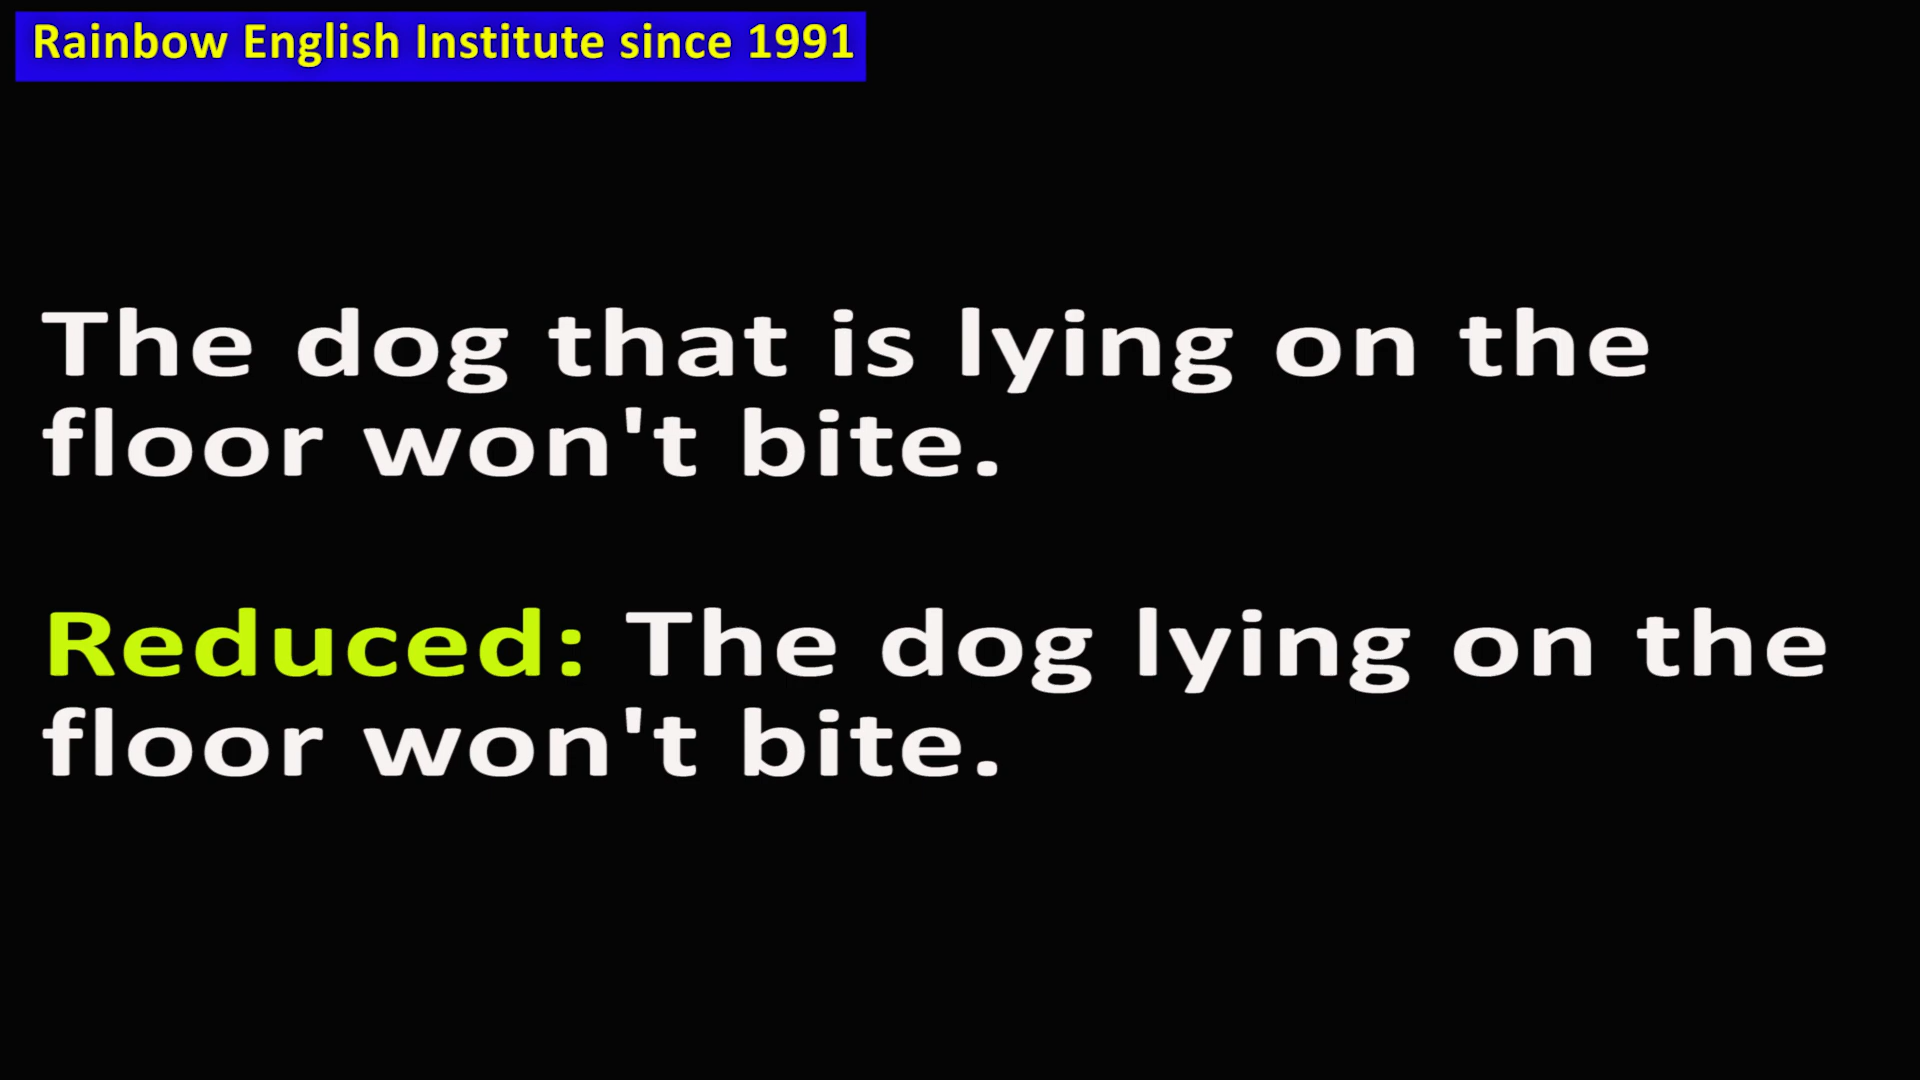 Rainbow English Institute since 1991
The dog that is lying on the
floor won't bite.
Reduced: The dog lying on the
floor won't bite.